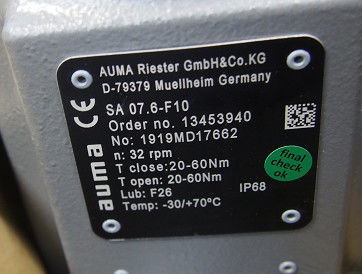 AUMA Riester GmbH&Co.KG
D-79379 Muellheim Germany
SA 07.6-F10
Order no. 13453940
No: 1919MD17662
n: 32 rpm
T close: 20-60Nm
T open: 20-60Nm
Lub: F26
IP68
Temp: -30/+70°C
CE
auma
final
check
ok